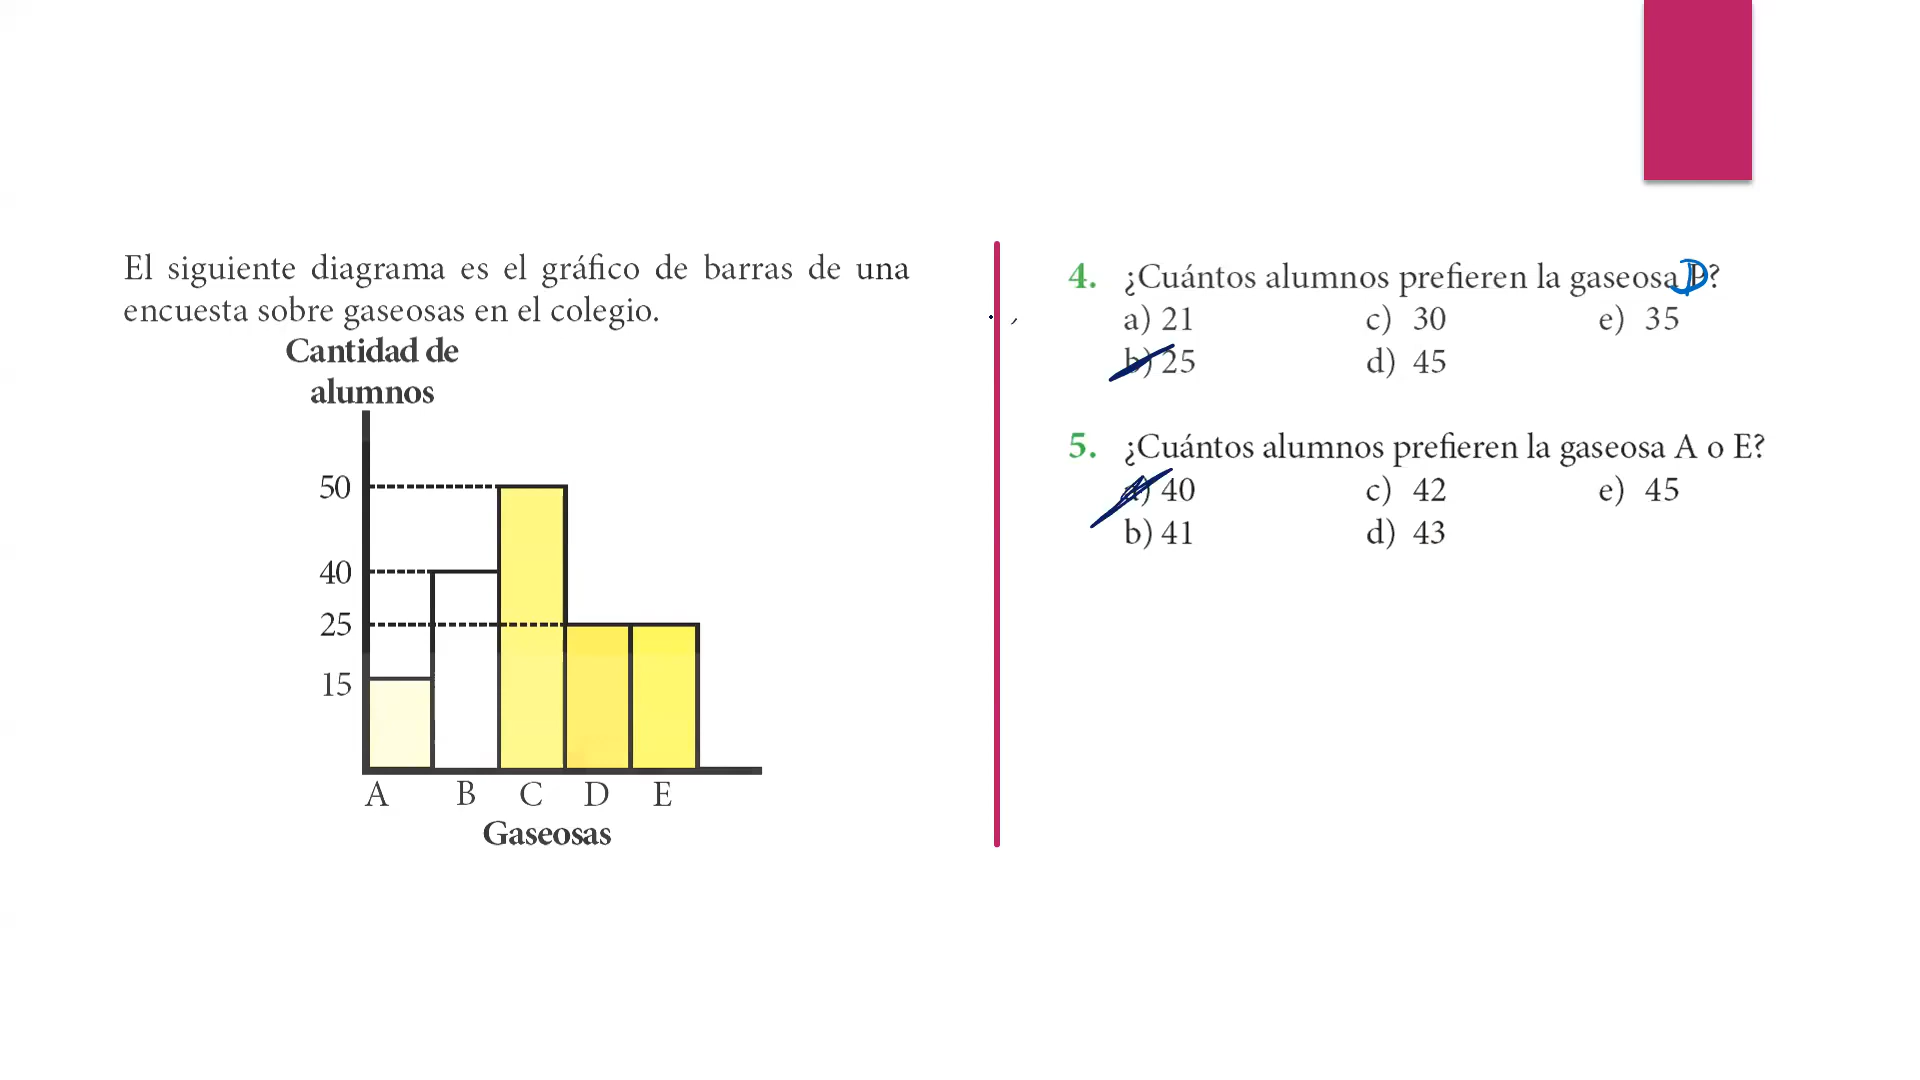 El siguiente diagrama es el gráfico de barras de una
encuesta sobre gaseosas en el colegio.
Cantidad de
alumnos
50
40
25
15
A B C D E
Gaseosas
4. ¿Cuántos alumnos prefieren la gaseosa D?
a) 21 c) 30 e) 35
b) 25 d) 45
5. ¿Cuántos alumnos prefieren la gaseosa A o E?
a) 40 c) 42 e) 45
b) 41 d) 43